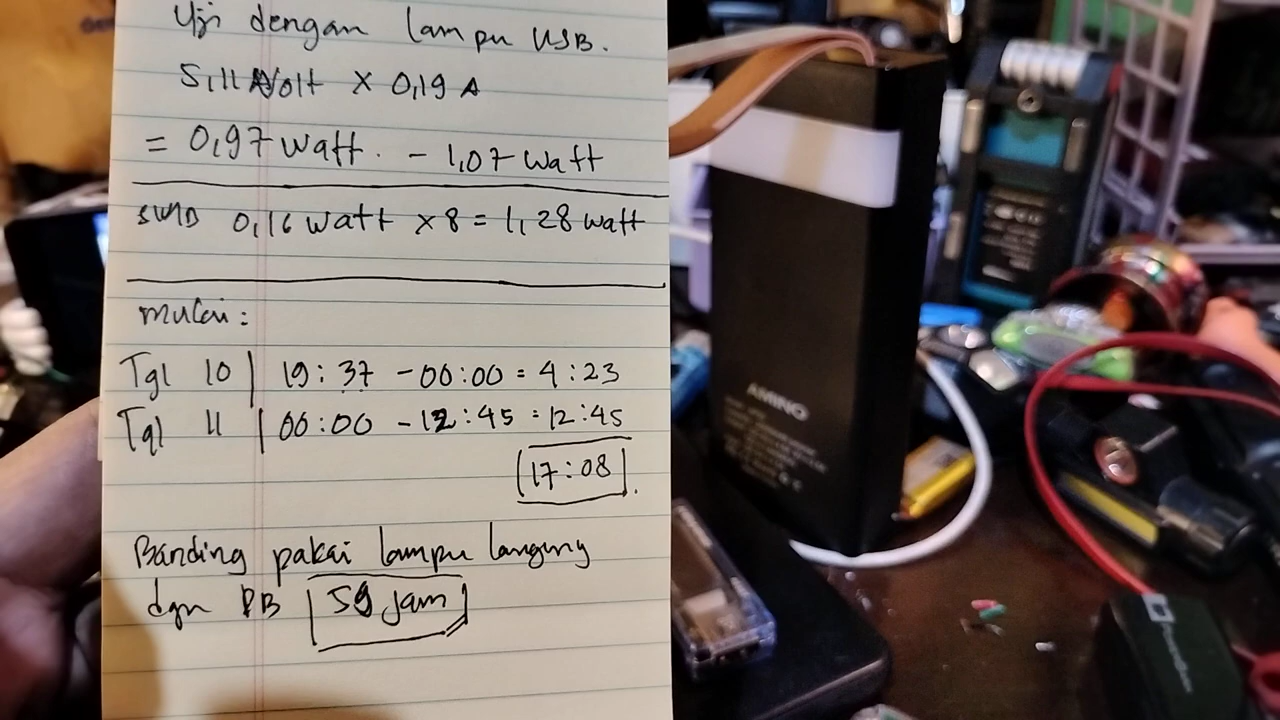 Uji dengan lampu USB.
5,11 Volt X 0,19 A
= 0,97 watt. - 1,07 watt
SMD 0,16 watt x 8 = 1,28 watt
mulai:
Tgl 10 | 19:37 - 00:00 = 4:23
Tgl 11 | 00:00 - 12:45 = 12:45
17:08
Banding pakai lampu langung
dgn PB 59 jam
AMINO